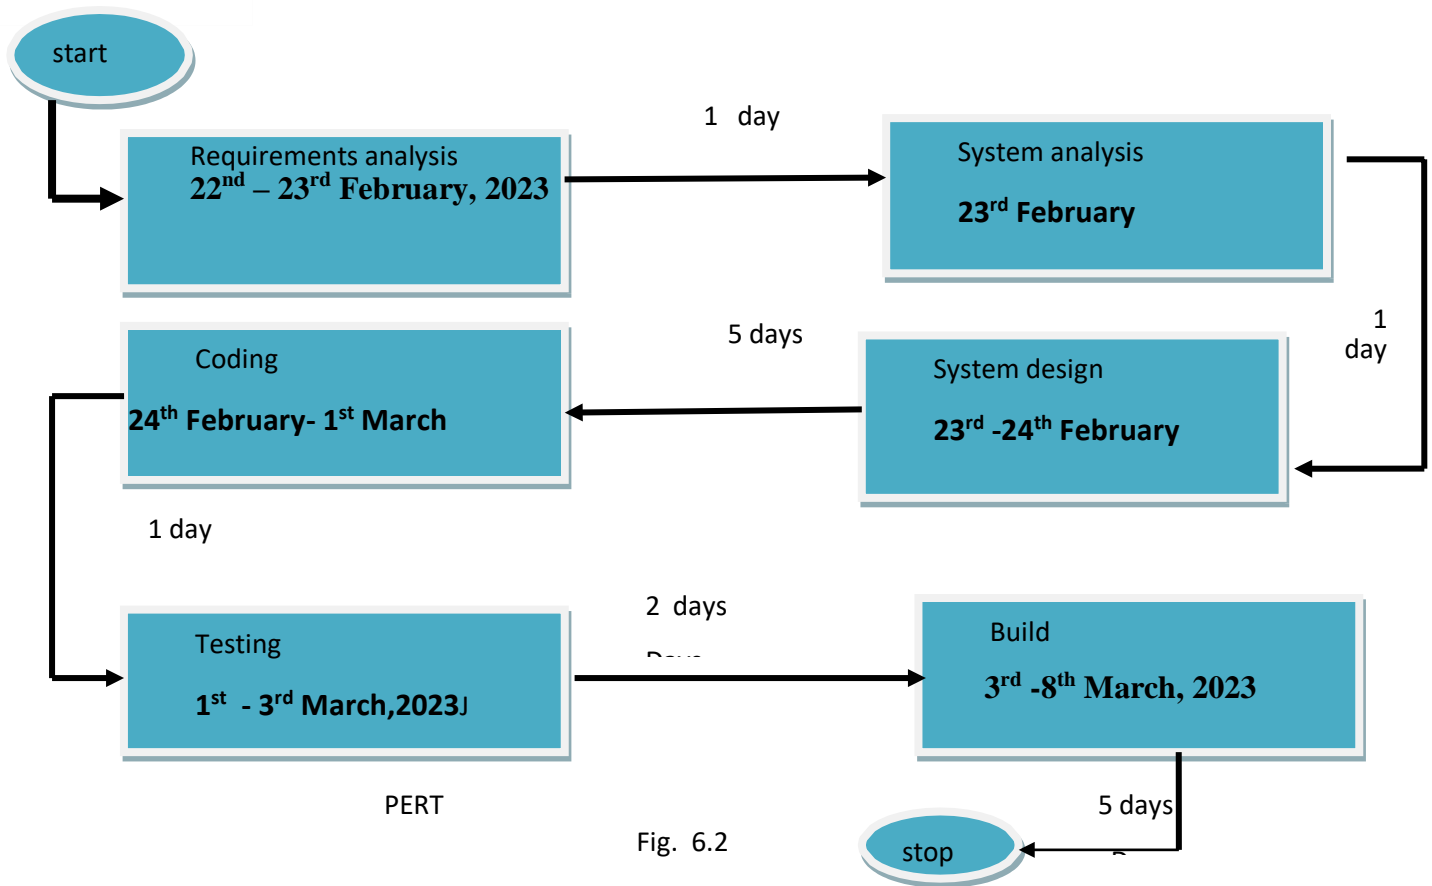 start
1 day
Requirements analysis
22nd – 23rd February, 2023
System analysis
23rd February
1
day
5 days
Coding
24th February- 1st March
System design
23rd -24th February
1 day
2 days
Testing
1st - 3rd March,2023J
Build
3rd -8th March, 2023
PERT
5 days
Fig. 6.2
stop